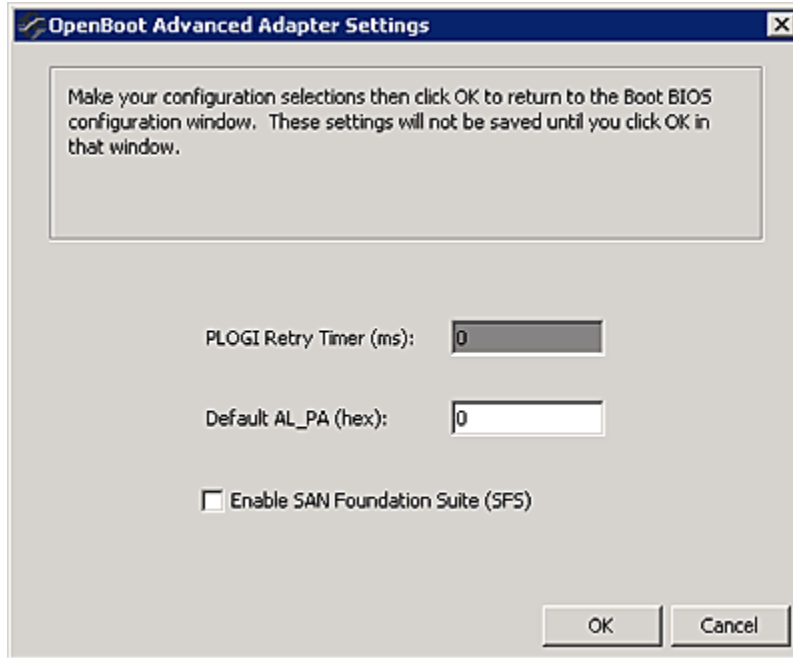 OpenBoot Advanced Adapter Settings
Make your configuration selections then click OK to return to the Boot BIOS
configuration window.  These settings will not be saved until you click OK in
that window.
PLOGI Retry Timer (ms): 0
Default AL_PA (hex): 0
Enable SAN Foundation Suite (SFS)
OK Cancel